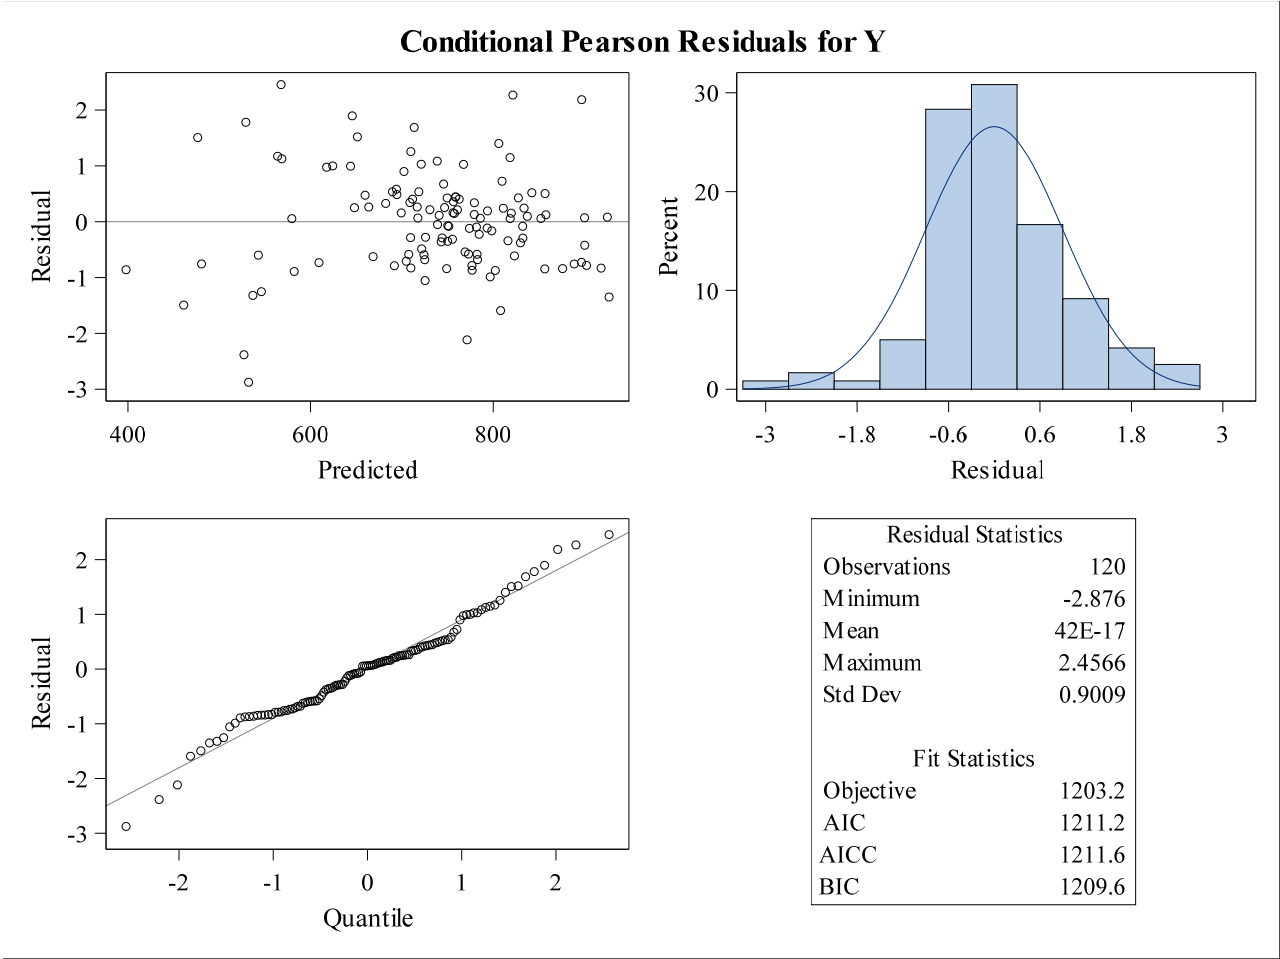 Conditional Pearson Residuals for Y
2
1
0
-1
-2
-3
Residual
400 600 800
Predicted
30
20
10
0
Percent
-3 -1.8 -0.6 0.6 1.8 3
Residual
2
1
0
-1
-2
-3
Residual
-2 -1 0 1 2
Quantile
Residual Statistics
Observations 120
Minimum -2.876
Mean 42E-17
Maximum 2.4566
Std Dev 0.9009
Fit Statistics
Objective 1203.2
AIC 1211.2
AICC 1211.6
BIC 1209.6